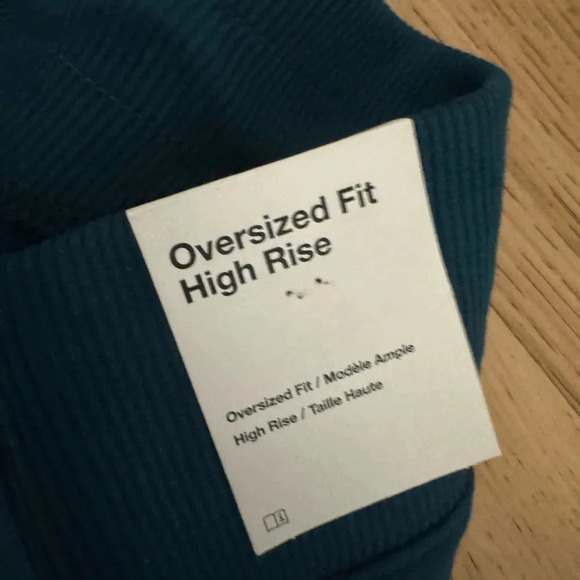 Oversized Fit
High Rise
Oversized Fit / Modèle Ample
High Rise / Taille Haute